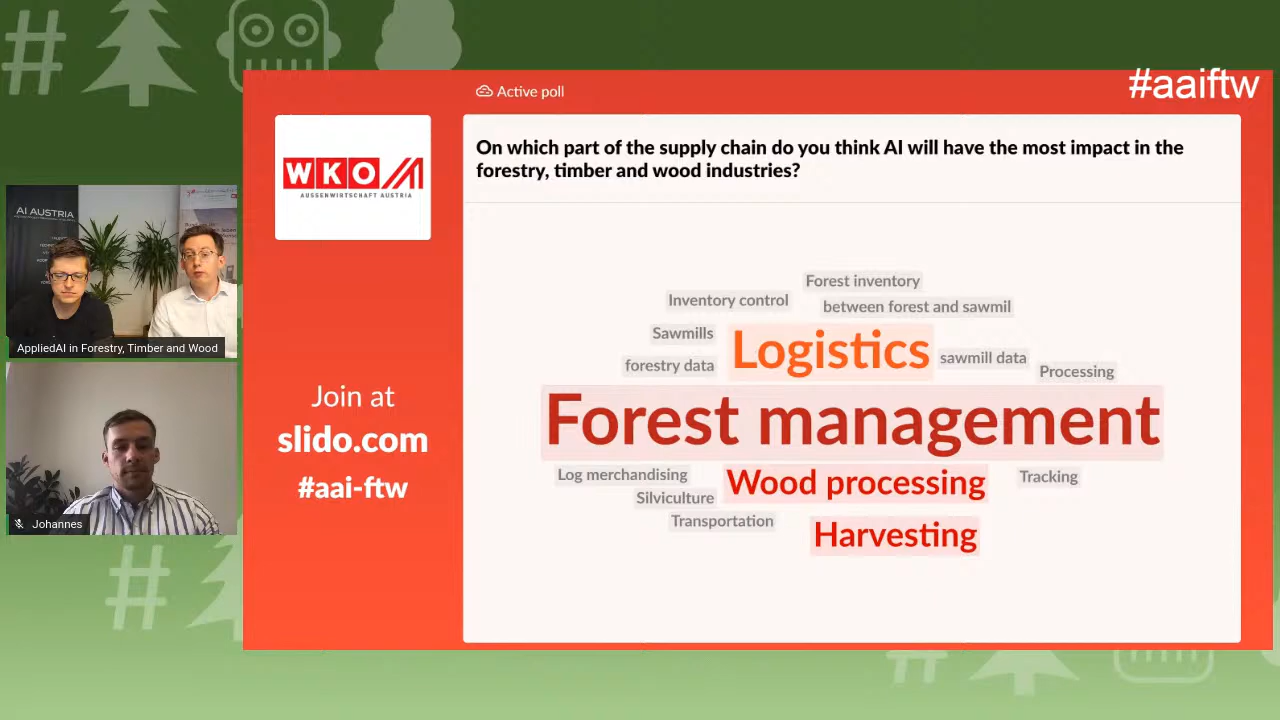 #
#aaiftw
Active poll
WKO
AUSSENWIRTSCHAFT AUSTRIA
On which part of the supply chain do you think AI will have the most impact in the
forestry, timber and wood industries?
AI AUSTRIA
AppliedAI in Forestry, Timber and Wood
Johannes
Join at
slido.com
#aai-ftw
Forest inventory
Inventory control
between forest and sawmil
Sawmills
Logistics
sawmill data
forestry data
Processing
Forest management
Log merchandising
Wood processing
Tracking
Silviculture
Transportation
Harvesting
#
#